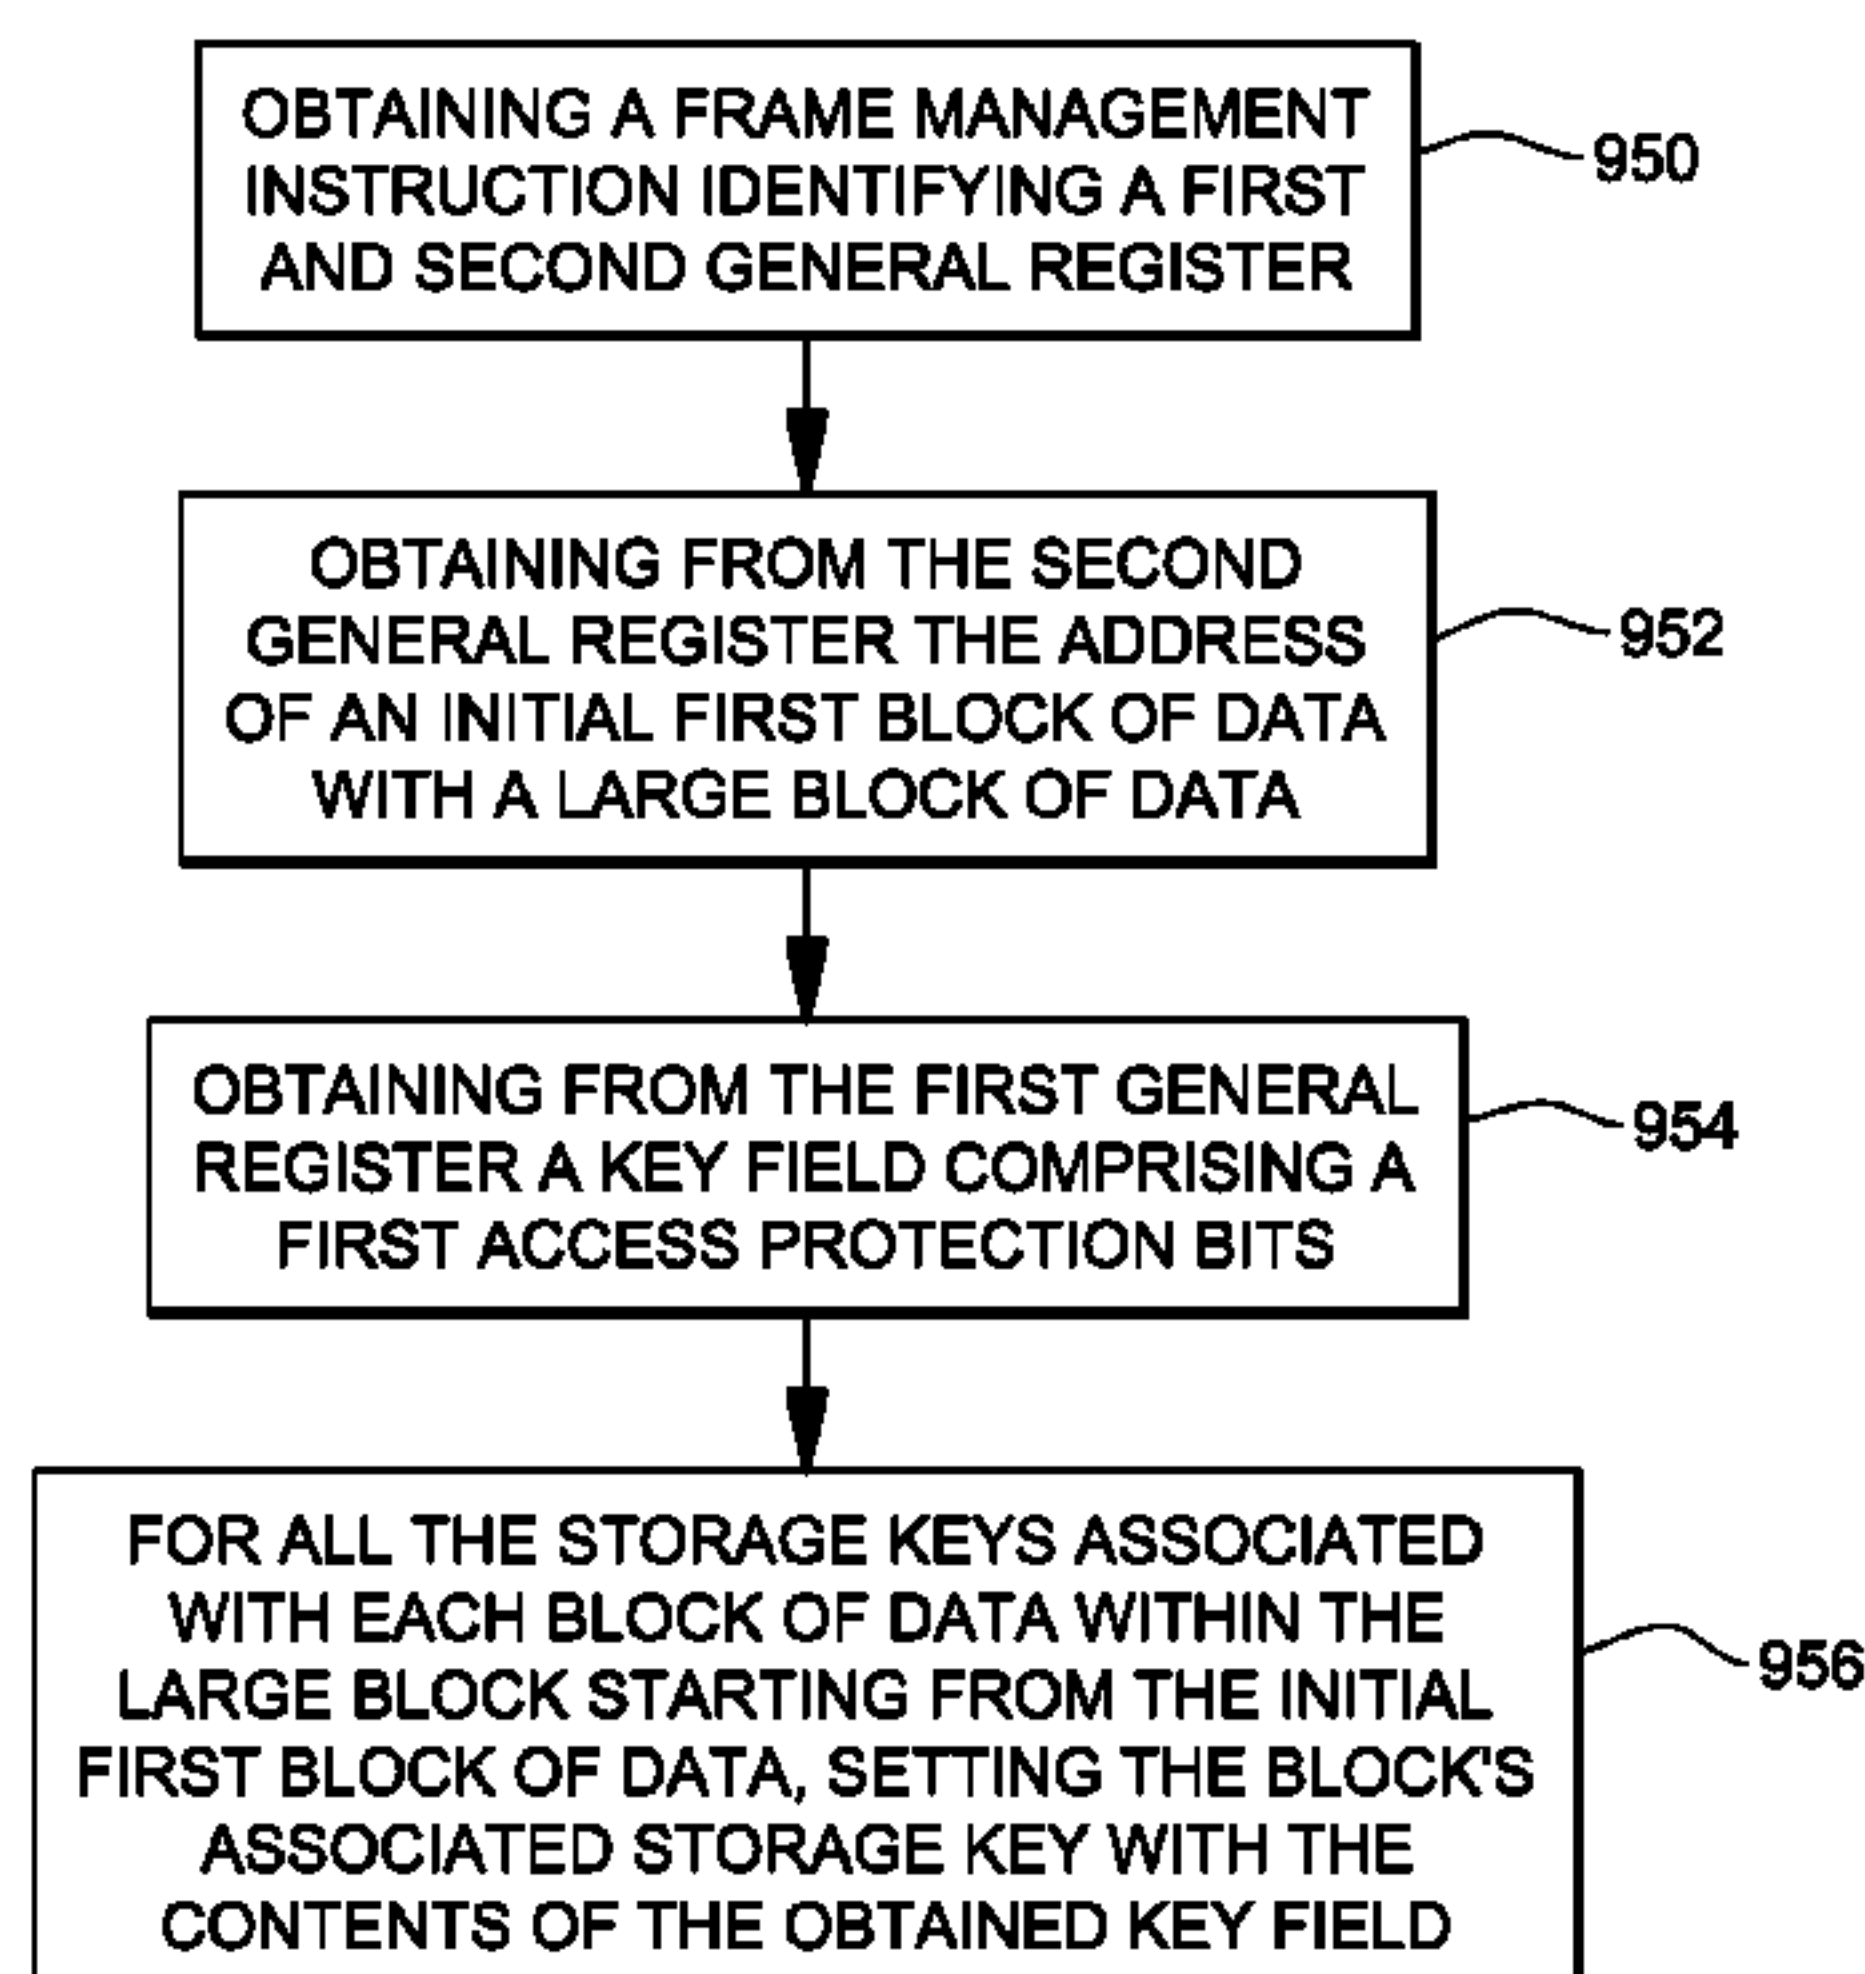 OBTAINING A FRAME MANAGEMENT
INSTRUCTION IDENTIFYING A FIRST
AND SECOND GENERAL REGISTER
950
OBTAINING FROM THE SECOND
GENERAL REGISTER THE ADDRESS
OF AN INITIAL FIRST BLOCK OF DATA
WITH A LARGE BLOCK OF DATA
952
OBTAINING FROM THE FIRST GENERAL
REGISTER A KEY FIELD COMPRISING A
FIRST ACCESS PROTECTION BITS
954
FOR ALL THE STORAGE KEYS ASSOCIATED
WITH EACH BLOCK OF DATA WITHIN THE
LARGE BLOCK STARTING FROM THE INITIAL
FIRST BLOCK OF DATA, SETTING THE BLOCK'S
ASSOCIATED STORAGE KEY WITH THE
CONTENTS OF THE OBTAINED KEY FIELD
956